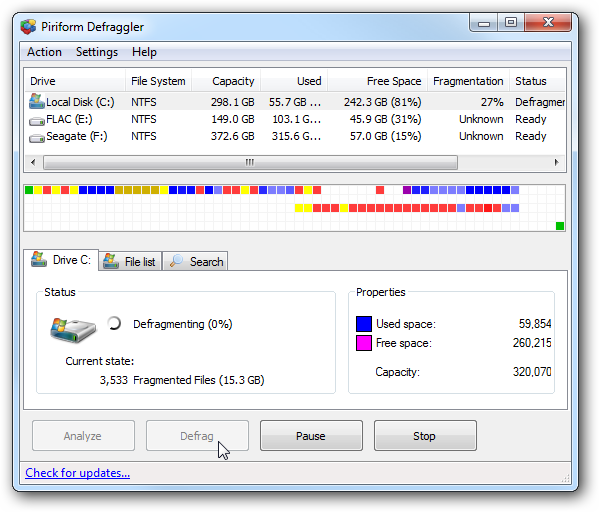 Piriform Defraggler
Action Settings Help
Drive File System Capacity Used Free Space Fragmentation Status
Local Disk (C:) NTFS 298.1 GB 55.7 GB ... 242.3 GB (81%) 27% Defragmer
FLAC (E:) NTFS 149.0 GB 103.1 G... 45.9 GB (31%) Unknown Ready
Seagate (F:) NTFS 372.6 GB 315.6 G... 57.0 GB (15%) Unknown Ready
Drive C: File list Search
Status
Defragmenting (0%)
Current state:
3,533 Fragmented Files (15.3 GB)
Properties
Used space: 59,854
Free space: 260,215
Capacity: 320,070
Analyze Defrag Pause Stop
Check for updates...